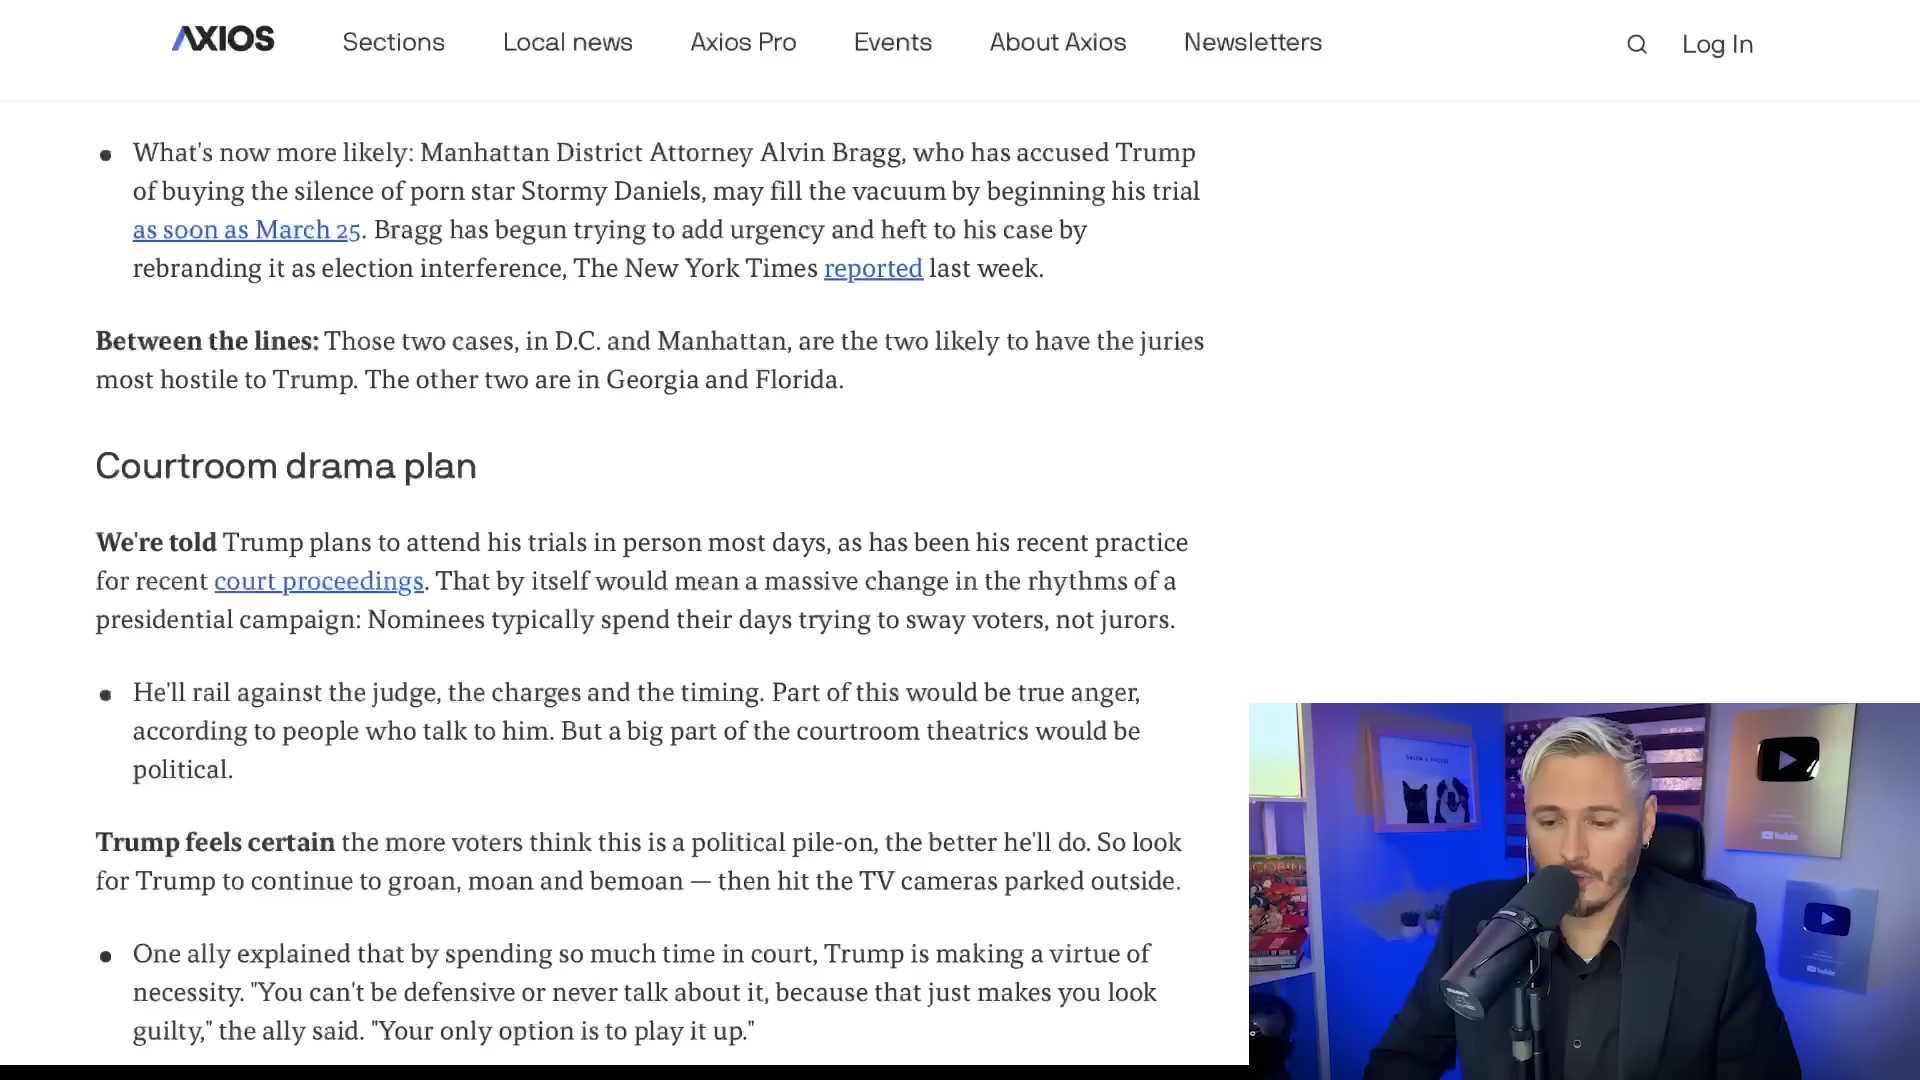 AXIOS Sections Local news Axios Pro Events About Axios Newsletters Log In
• What's now more likely: Manhattan District Attorney Alvin Bragg, who has accused Trump
of buying the silence of porn star Stormy Daniels, may fill the vacuum by beginning his trial
as soon as March 25. Bragg has begun trying to add urgency and heft to his case by
rebranding it as election interference, The New York Times reported last week.
Between the lines: Those two cases, in D.C. and Manhattan, are the two likely to have the juries
most hostile to Trump. The other two are in Georgia and Florida.
Courtroom drama plan
We're told Trump plans to attend his trials in person most days, as has been his recent practice
for recent court proceedings. That by itself would mean a massive change in the rhythms of a
presidential campaign: Nominees typically spend their days trying to sway voters, not jurors.
• He'll rail against the judge, the charges and the timing. Part of this would be true anger,
according to people who talk to him. But a big part of the courtroom theatrics would be
political.
Trump feels certain the more voters think this is a political pile-on, the better he'll do. So look
for Trump to continue to groan, moan and bemoan — then hit the TV cameras parked outside.
• One ally explained that by spending so much time in court, Trump is making a virtue of
necessity. "You can't be defensive or never talk about it, because that just makes you look
guilty," the ally said. "Your only option is to play it up."
YouTube
YouTube